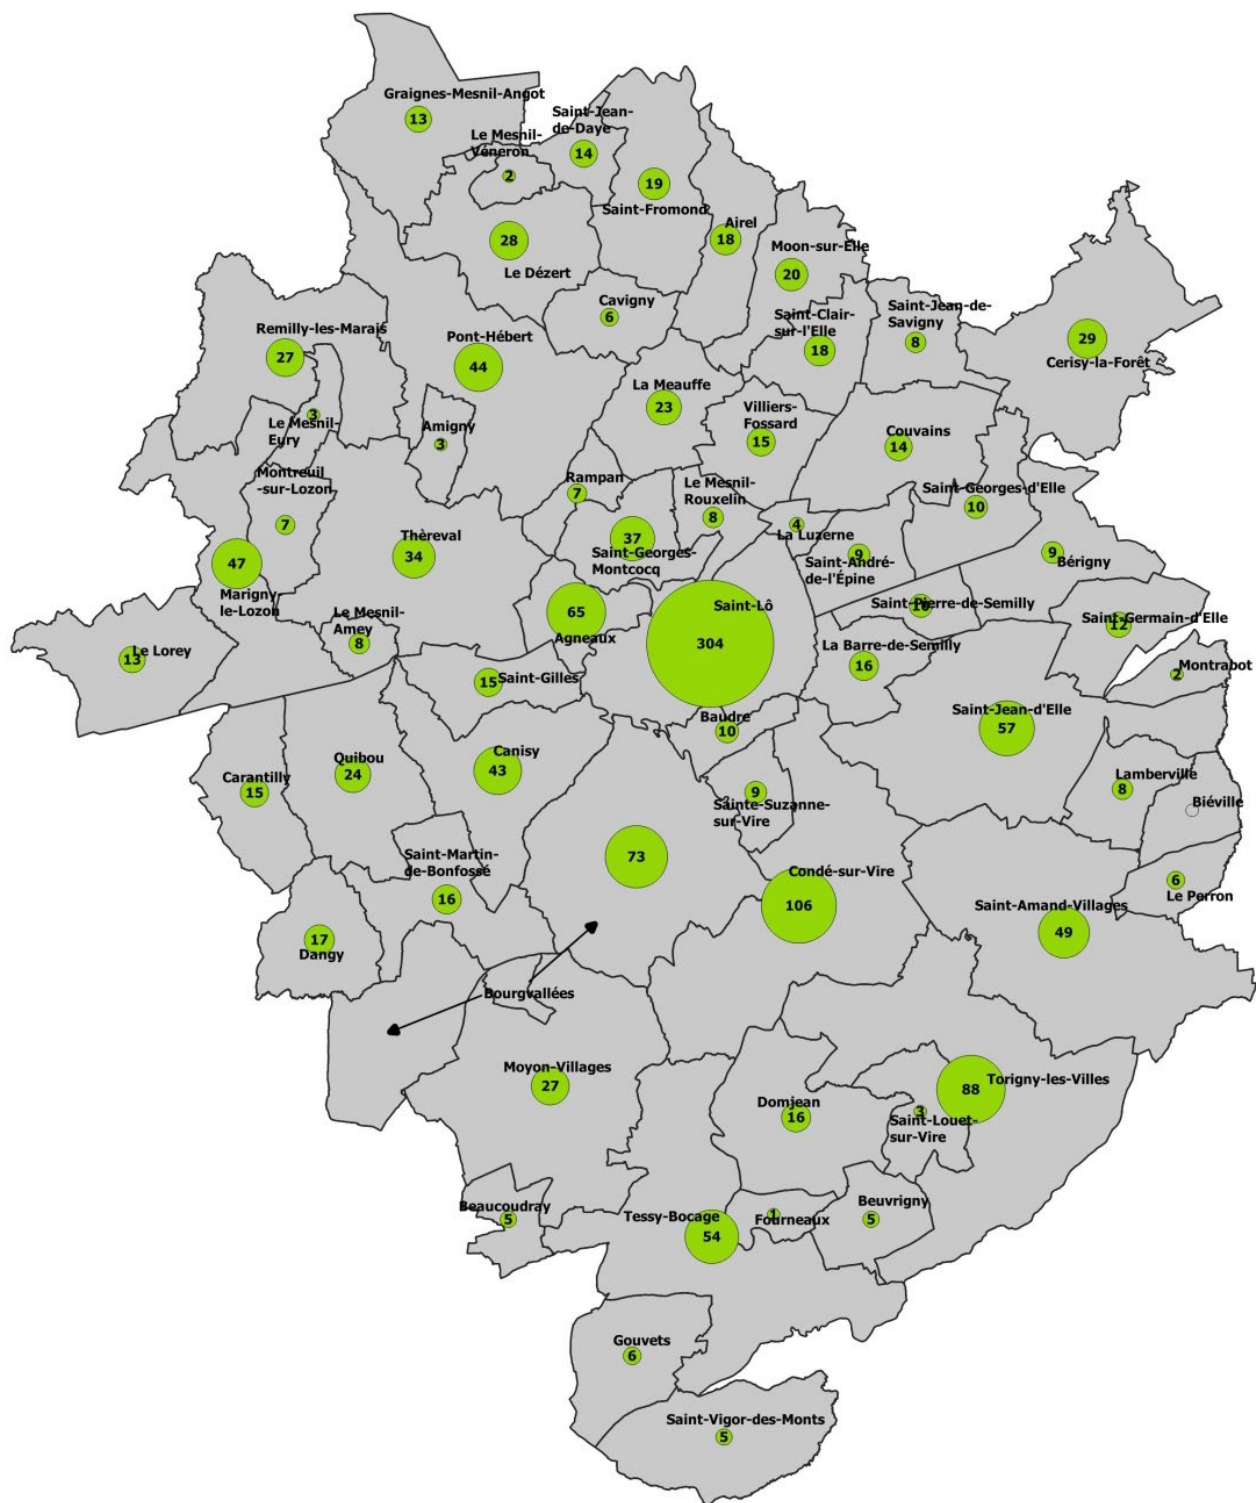 Graignes-Mesnil-Angot
13
Saint-Jean-
de-Daye
14
Le Mesnil-
Véneron
2
19
Saint-Fromond
28
Le Dézert
Airel
18
Moon-sur-Elle
20
Cavigny
6
Saint-Clair-
sur-l'Elle
18
Saint-Jean-de-
Savigny
8
29
Cerisy-la-Forêt
Remilly-les-Marais
27
Pont-Hébert
44
La Meauffe
23
Villiers-
Fossard
15
Couvains
14
3
Le Mesnil-
Eury
Amigny
3
Montreuil
-sur-Lozon
7
Rampan
7
Le Mesnil-
Rouxelin
8
Saint-Georges-d'Elle
10
4
La Luzerne
Thèreval
34
37
Saint-Georges-
Montcocq
9
Saint-André-
de-l'Épine
9
Bérigny
47
Marigny-
le-Lozon
Le Mesnil-
Amey
8
65
Agneaux
Saint-Lô
304
Saint-Pierre-de-Semilly
10
Saint-Germain-d'Elle
12
13
Le Lorey
15
Saint-Gilles
La Barre-de-Semilly
16
Montrabot
2
Baudre
10
Saint-Jean-d'Elle
57
Carantilly
15
Quibou
24
Canisy
43
9
Sainte-Suzanne-
sur-Vire
Lamberville
8
Biéville
Saint-Martin-
de-Bonfossé
16
73
Condé-sur-Vire
106
6
Le Perron
Saint-Amand-Villages
49
17
Dangy
Bourgvallées
Moyon-Villages
27
Domjean
16
88
Torigny-les-Villes
3
Saint-Louet-
sur-Vire
Beaucoudray
5
Tessy-Bocage
54
1
Fourneaux
Beuvrigny
5
Gouvets
6
Saint-Vigor-des-Monts
5